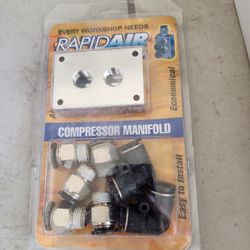 EVERY WORKSHOP NEEDS
RAPIDAIR
Economical
COMPRESSOR MANIFOLD
Easy to Install